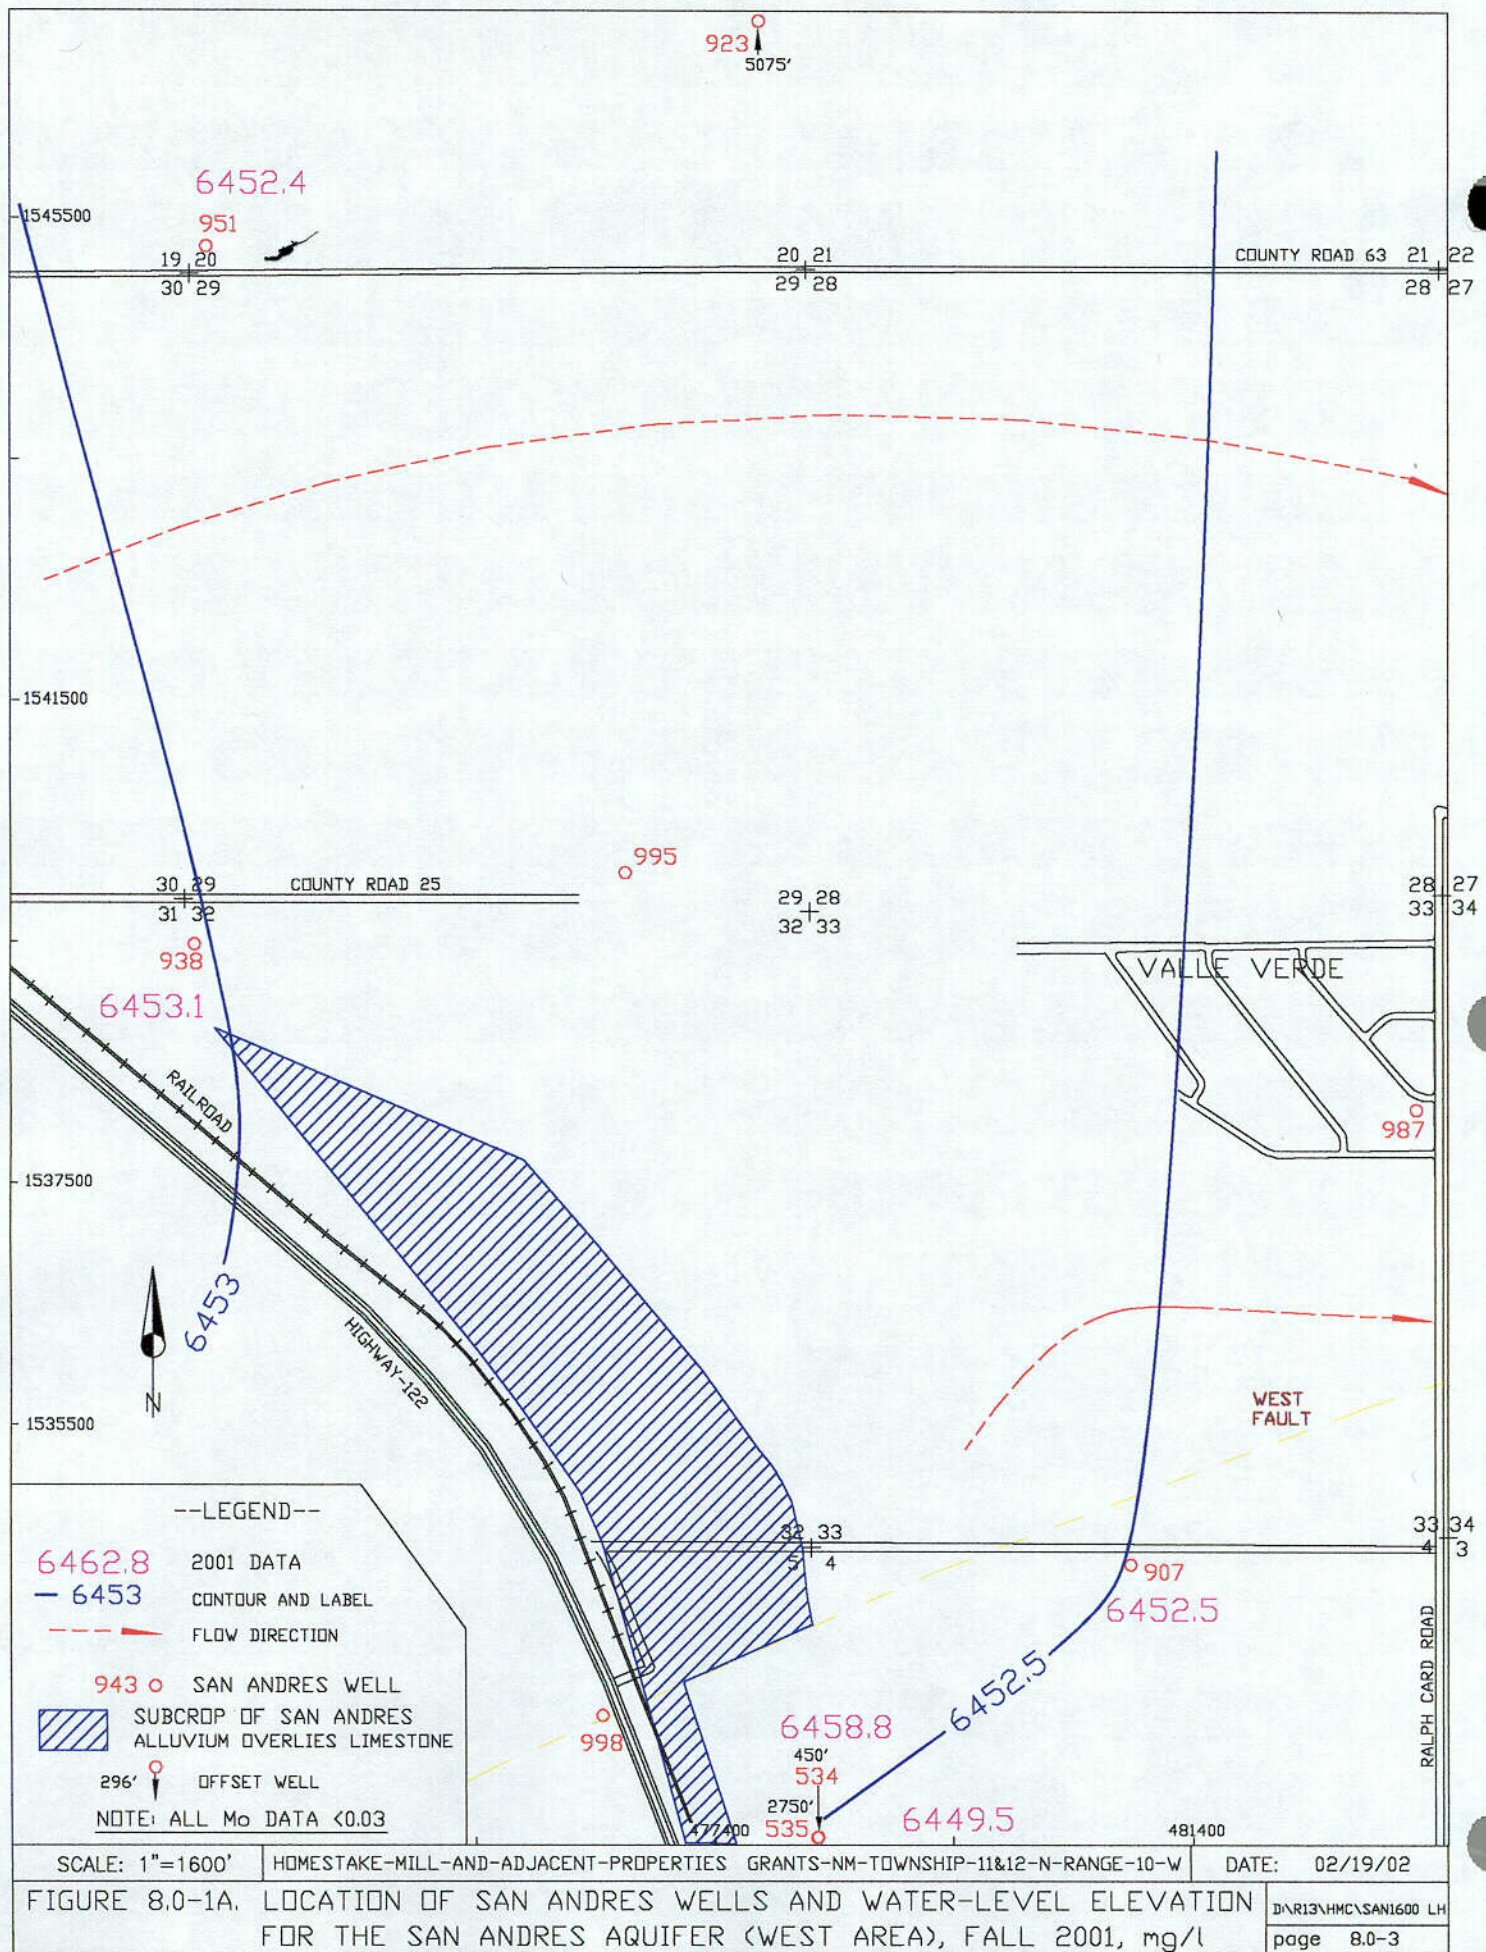 923
5075'
6452.4
1545500
951
19 20
20 21
COUNTY ROAD 63
21 22
30 29
29 28
28 27
1541500
995
30 29
COUNTY ROAD 25
29 28
28 27
31 32
32 33
33 34
938
VALLE VERDE
6453.1
RAILROAD
987
1537500
6453
HIGHWAY-122
N
WEST
FAULT
1535500
--LEGEND--
32 33
33 34
5 4
4 3
6462.8 2001 DATA
6453 CONTOUR AND LABEL
FLOW DIRECTION
907
6452.5
943 SAN ANDRES WELL
SUBCROP OF SAN ANDRES
ALLUVIUM OVERLIES LIMESTONE
296' OFFSET WELL
NOTE: ALL Mo DATA <0.03
6452.5
RALPH CARD ROAD
998
6458.8
450'
534
2750'
535
6449.5
477400
481400
SCALE: 1"=1600'
HOMESTAKE-MILL-AND-ADJACENT-PROPERTIES GRANTS-NM-TOWNSHIP-11&12-N-RANGE-10-W
DATE: 02/19/02
FIGURE 8.0-1A. LOCATION OF SAN ANDRES WELLS AND WATER-LEVEL ELEVATION
FOR THE SAN ANDRES AQUIFER (WEST AREA), FALL 2001, mg/l
D:\R13\HMC\SAN1600 LH
page 8.0-3